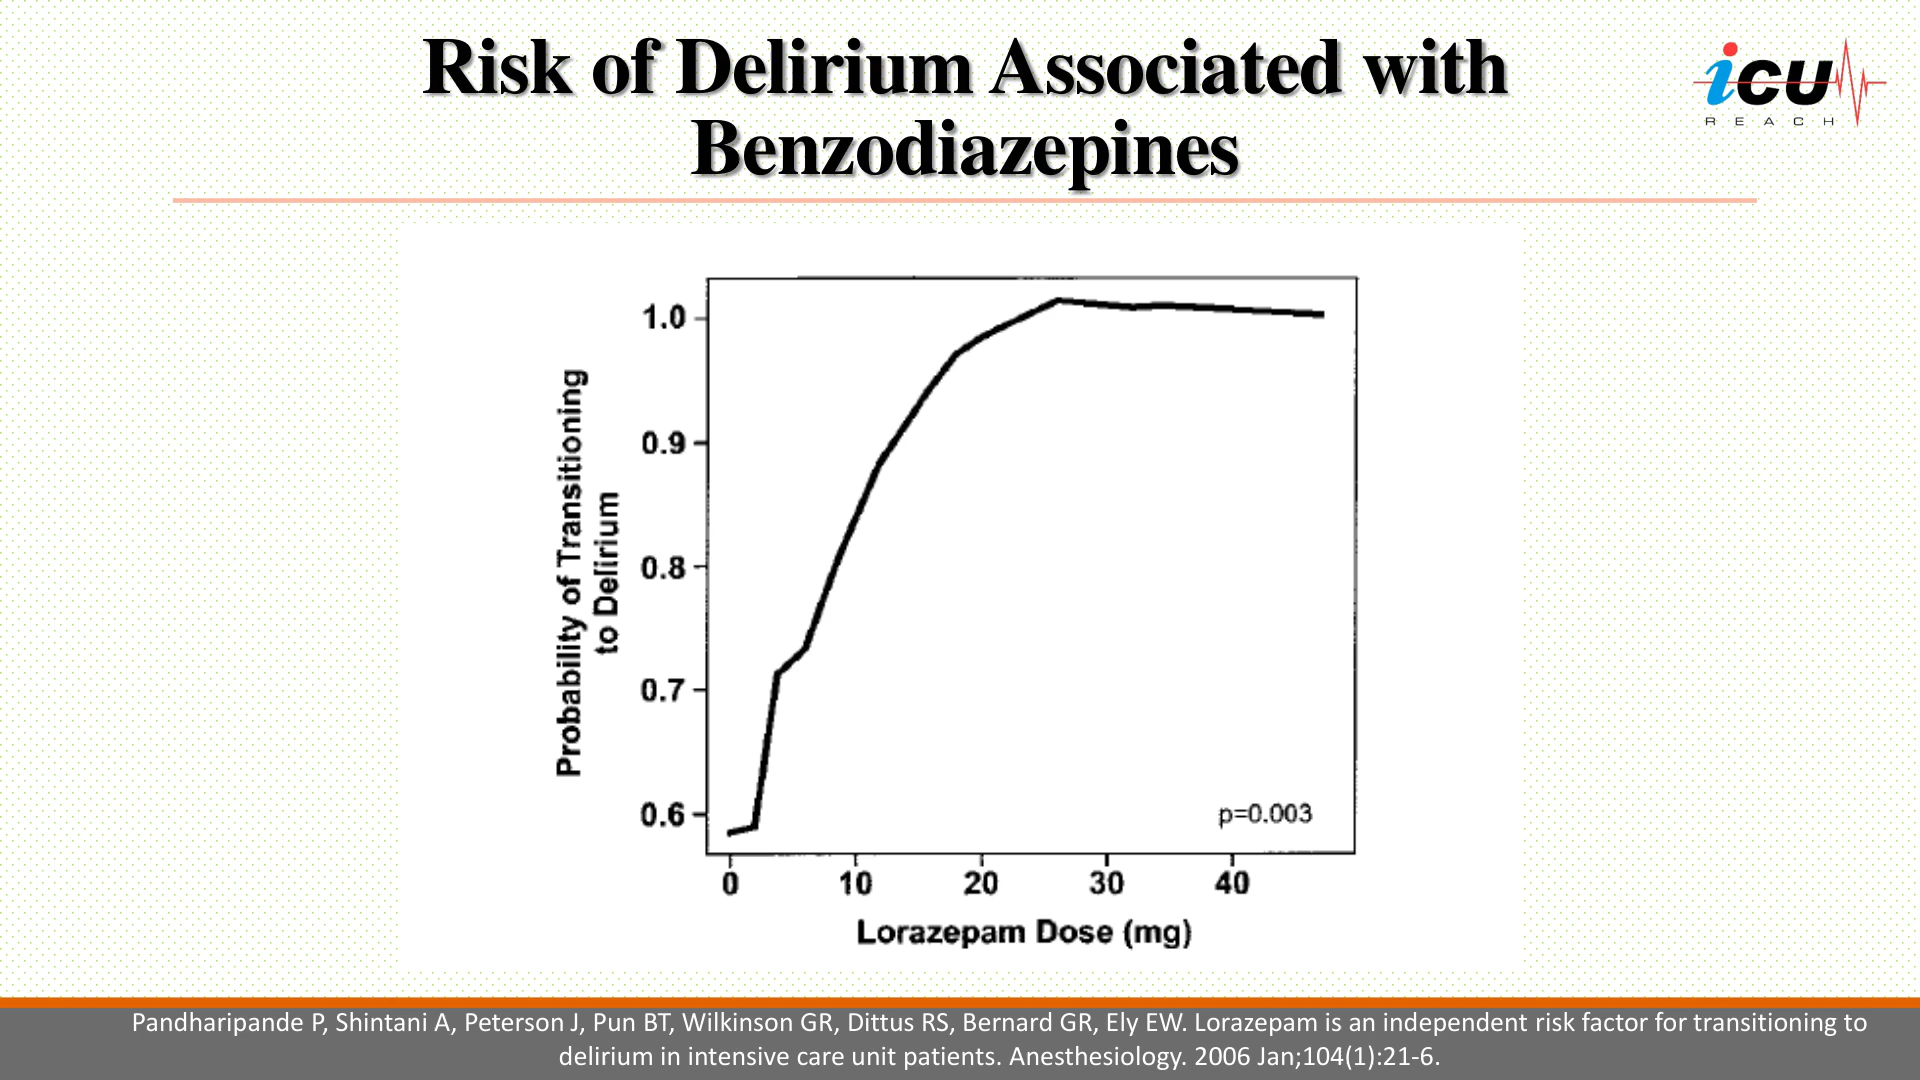 Risk of Delirium Associated with
Benzodiazepines
icu
REACH
Probability of Transitioning
to Delirium
1.0
0.9
0.8
0.7
0.6
p=0.003
0 10 20 30 40
Lorazepam Dose (mg)
Pandharipande P, Shintani A, Peterson J, Pun BT, Wilkinson GR, Dittus RS, Bernard GR, Ely EW. Lorazepam is an independent risk factor for transitioning to
delirium in intensive care unit patients. Anesthesiology. 2006 Jan;104(1):21-6.